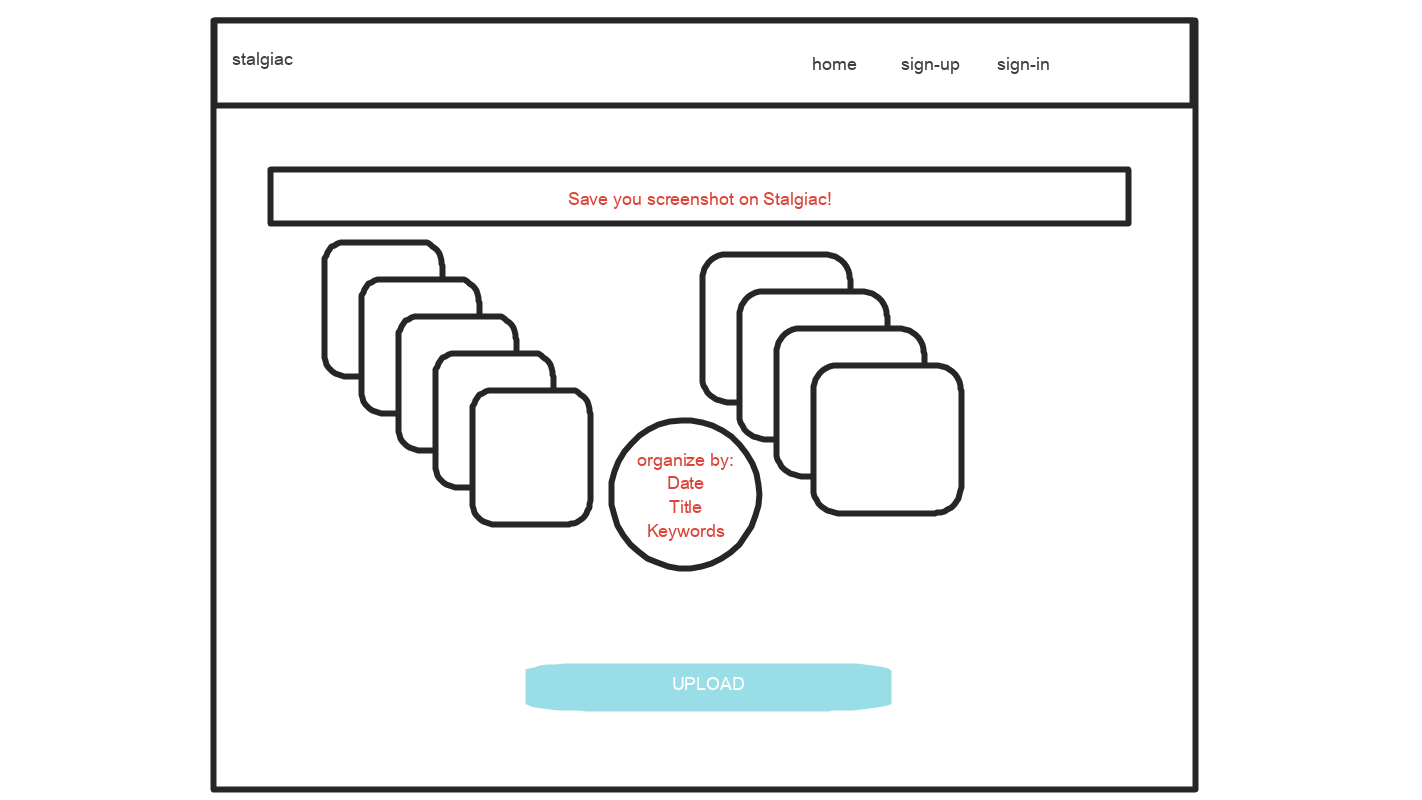 stalgiac
home
sign-up
sign-in
Save you screenshot on Stalgiac!
organize by:
Date
Title
Keywords
UPLOAD